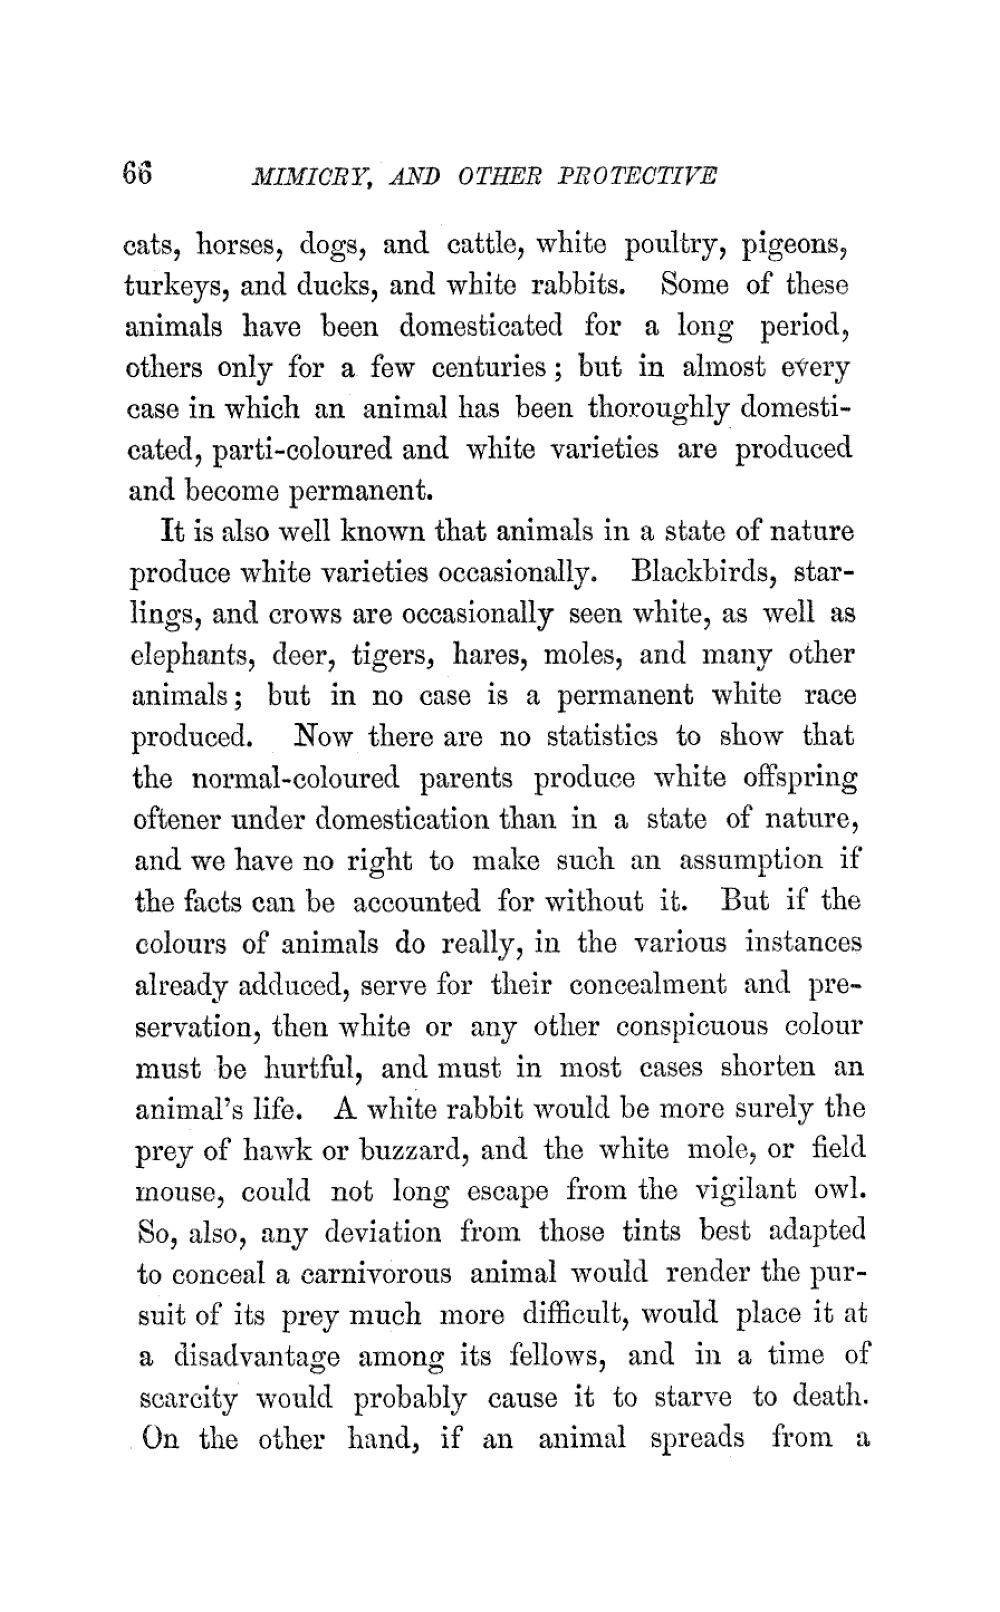 66 MIMICRY, AND OTHER PROTECTIVE
cats, horses, dogs, and cattle, white poultry, pigeons,
turkeys, and ducks, and white rabbits. Some of these
animals have been domesticated for a long period,
others only for a few centuries; but in almost every
case in which an animal has been thoroughly domesti-
cated, parti-coloured and white varieties are produced
and become permanent.
It is also well known that animals in a state of nature
produce white varieties occasionally. Blackbirds, star-
lings, and crows are occasionally seen white, as well as
elephants, deer, tigers, hares, moles, and many other
animals; but in no case is a permanent white race
produced. Now there are no statistics to show that
the normal-coloured parents produce white offspring
oftener under domestication than in a state of nature,
and we have no right to make such an assumption if
the facts can be accounted for without it. But if the
colours of animals do really, in the various instances
already adduced, serve for their concealment and pre-
servation, then white or any other conspicuous colour
must be hurtful, and must in most cases shorten an
animal's life. A white rabbit would be more surely the
prey of hawk or buzzard, and the white mole, or field
mouse, could not long escape from the vigilant owl.
So, also, any deviation from those tints best adapted
to conceal a carnivorous animal would render the pur-
suit of its prey much more difficult, would place it at
a disadvantage among its fellows, and in a time of
scarcity would probably cause it to starve to death.
On the other hand, if an animal spreads from a